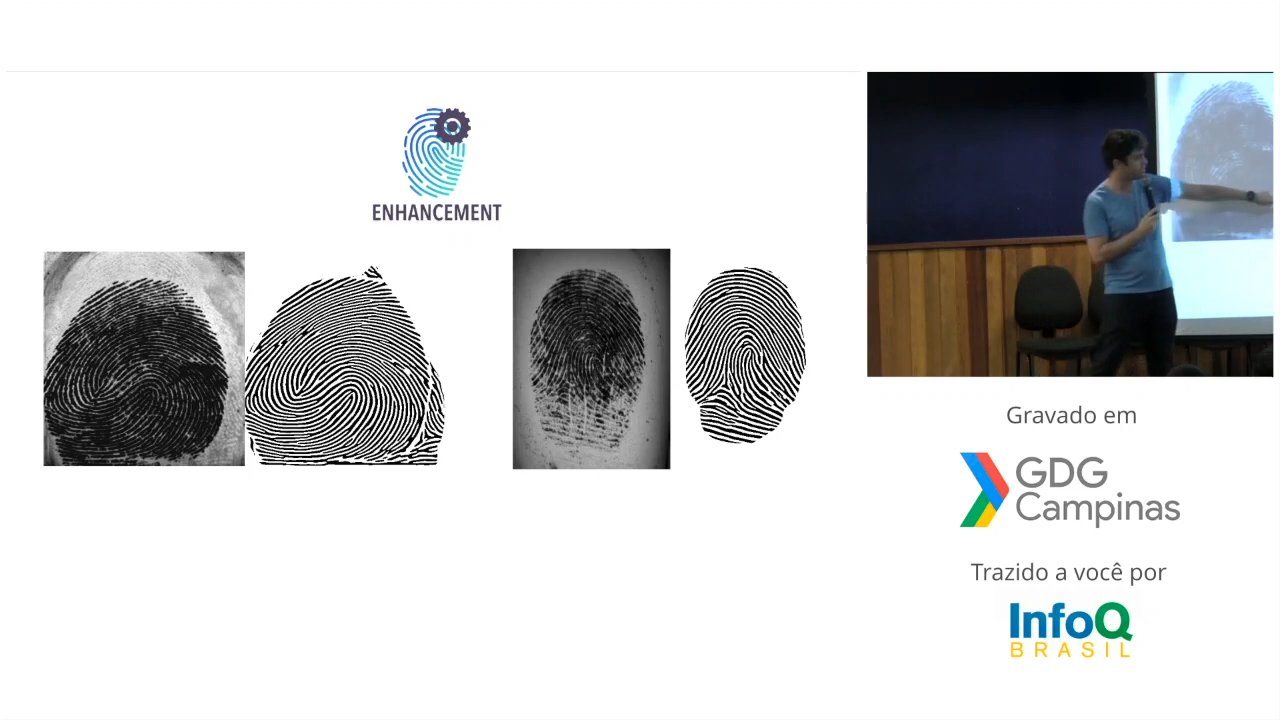 ENHANCEMENT
Gravado em
GDG
Campinas
Trazido a você por
InfoQ
BRASIL